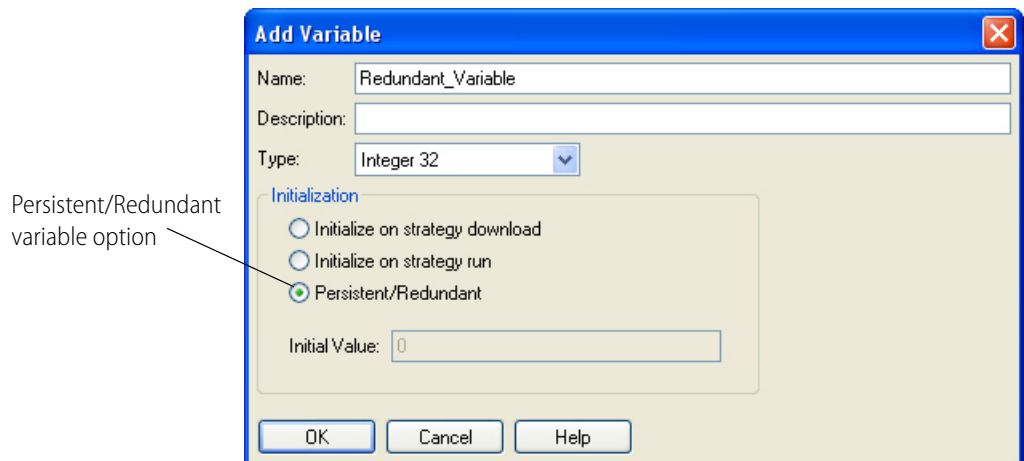 Add Variable
Name: Redundant_Variable
Description:
Type: Integer 32
Initialization
Initialize on strategy download
Initialize on strategy run
Persistent/Redundant
Persistent/Redundant
variable option
Initial Value: 0
OK Cancel Help